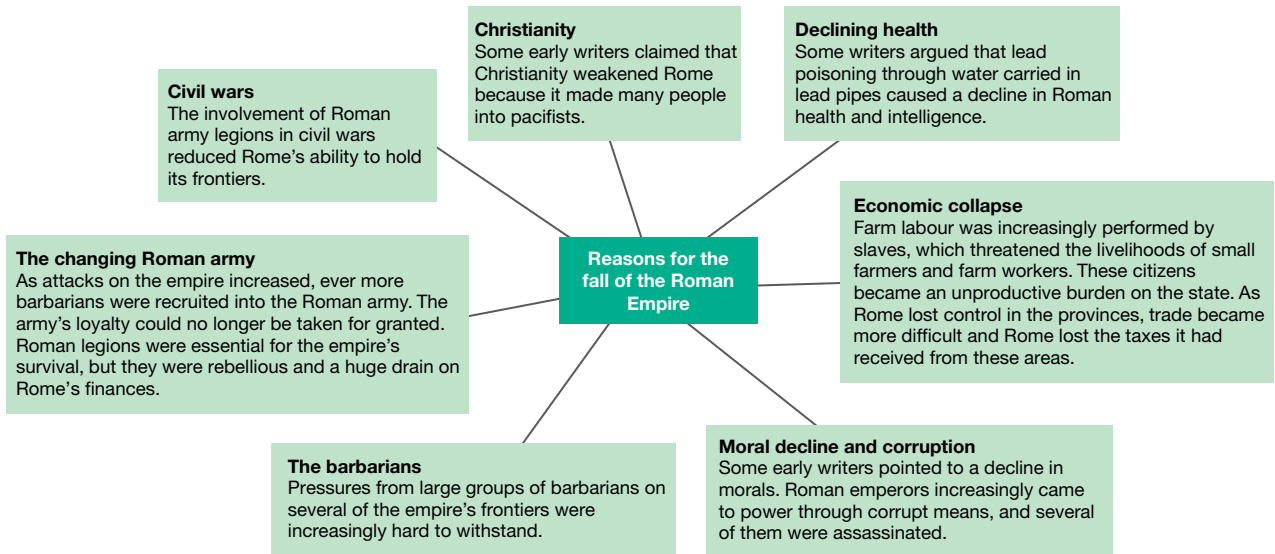 Christianity
Some early writers claimed that
Christianity weakened Rome
because it made many people
into pacifists.
Declining health
Some writers argued that lead
poisoning through water carried in
lead pipes caused a decline in Roman
health and intelligence.
Civil wars
The involvement of Roman
army legions in civil wars
reduced Rome’s ability to hold
its frontiers.
Economic collapse
Farm labour was increasingly performed by
slaves, which threatened the livelihoods of small
farmers and farm workers. These citizens
became an unproductive burden on the state. As
Rome lost control in the provinces, trade became
more difficult and Rome lost the taxes it had
received from these areas.
The changing Roman army
As attacks on the empire increased, ever more
barbarians were recruited into the Roman army. The
army’s loyalty could no longer be taken for granted.
Roman legions were essential for the empire’s
survival, but they were rebellious and a huge drain on
Rome’s finances.
Reasons for the
fall of the Roman
Empire
The barbarians
Pressures from large groups of barbarians on
several of the empire’s frontiers were
increasingly hard to withstand.
Moral decline and corruption
Some early writers pointed to a decline in
morals. Roman emperors increasingly came
to power through corrupt means, and several
of them were assassinated.